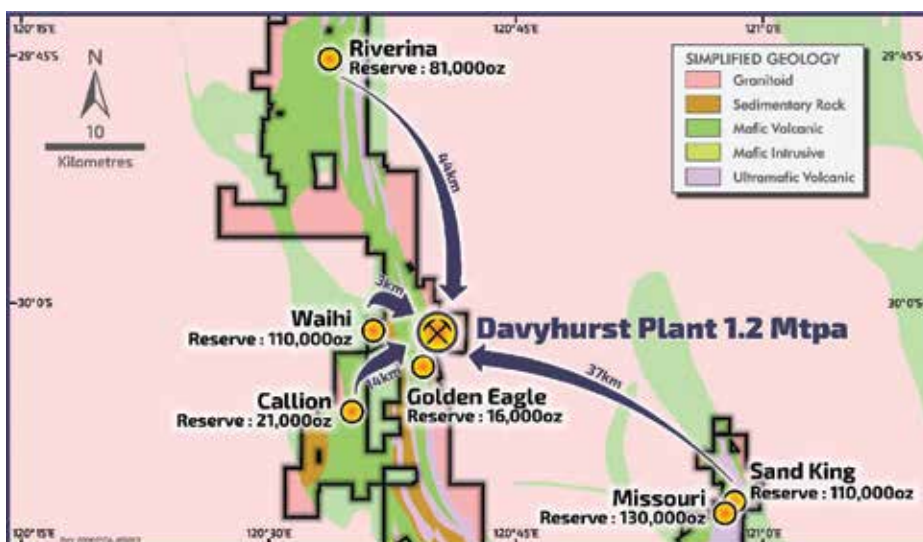 120°15'E
120°45'E
121°0'E
29°45'S
29°45'S
N
10
Kilometres
Riverina
Reserve : 81,000oz
SIMPLIFIED GEOLOGY
Granitoid
Sedimentary Rock
Mafic Volcanic
Mafic Intrusive
Ultramafic Volcanic
44km
30°0'S
30°0'S
3km
Waihi
Reserve : 110,000oz
Davyhurst Plant 1.2 Mtpa
14km
37km
Golden Eagle
Reserve : 16,000oz
Callion
Reserve : 21,000oz
Sand King
Reserve : 110,000oz
Missouri
Reserve : 130,000oz
120°15'E
120°30'E
120°45'E
121°0'E
30°15'S